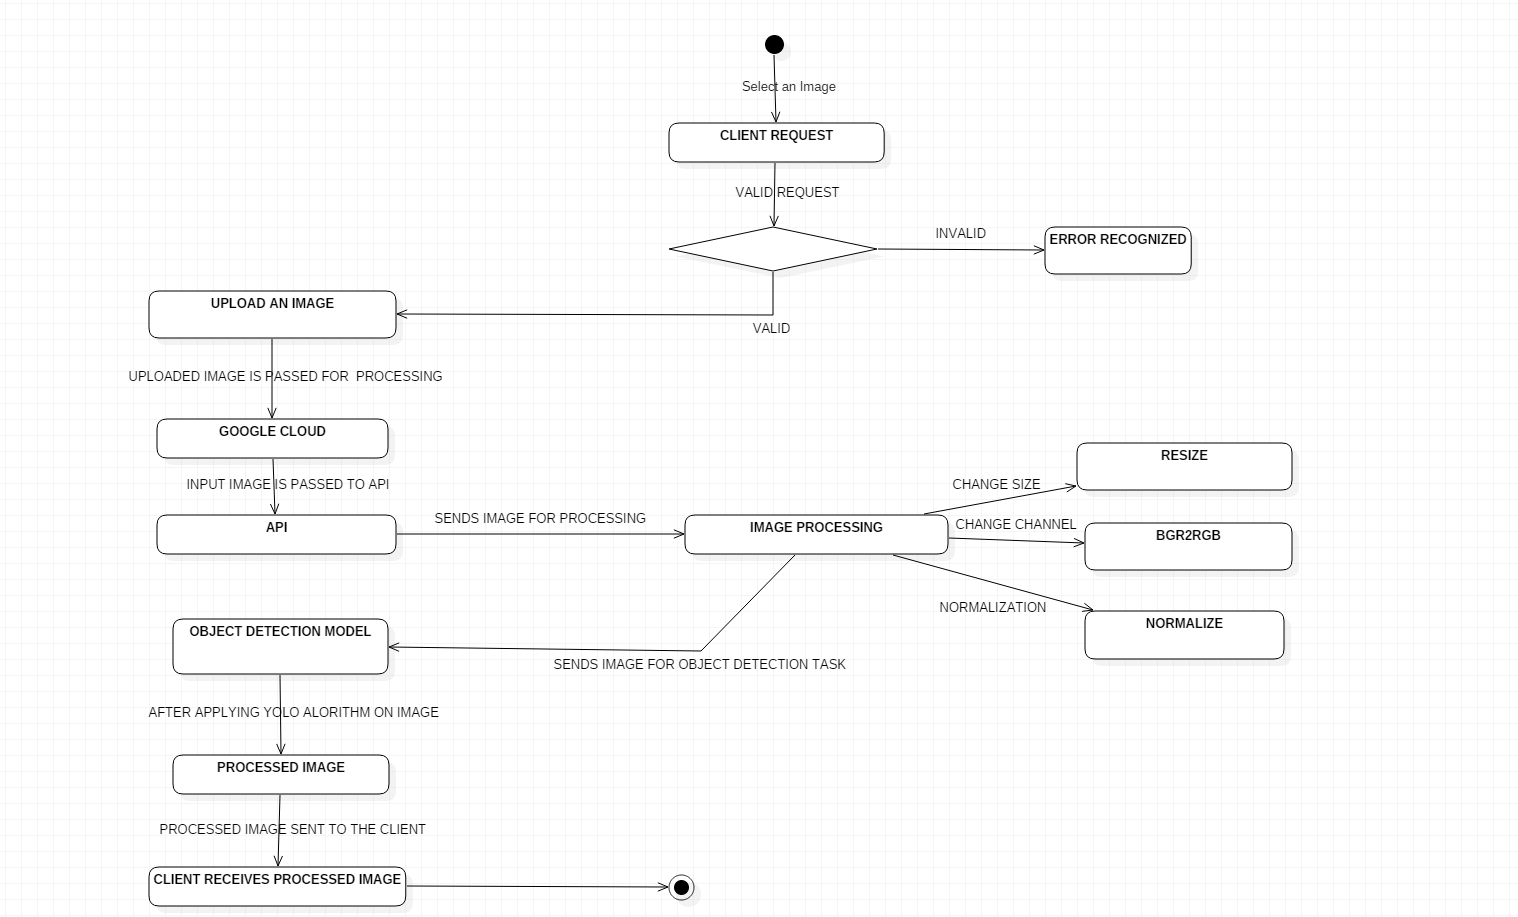 Select an Image
CLIENT REQUEST
VALID REQUEST
INVALID
ERROR RECOGNIZED
UPLOAD AN IMAGE
VALID
UPLOADED IMAGE IS PASSED FOR  PROCESSING
GOOGLE CLOUD
INPUT IMAGE IS PASSED TO API
API
SENDS IMAGE FOR PROCESSING
IMAGE PROCESSING
CHANGE SIZE
RESIZE
CHANGE CHANNEL
BGR2RGB
NORMALIZATION
NORMALIZE
OBJECT DETECTION MODEL
SENDS IMAGE FOR OBJECT DETECTION TASK
AFTER APPLYING YOLO ALORITHM ON IMAGE
PROCESSED IMAGE
PROCESSED IMAGE SENT TO THE CLIENT
CLIENT RECEIVES PROCESSED IMAGE